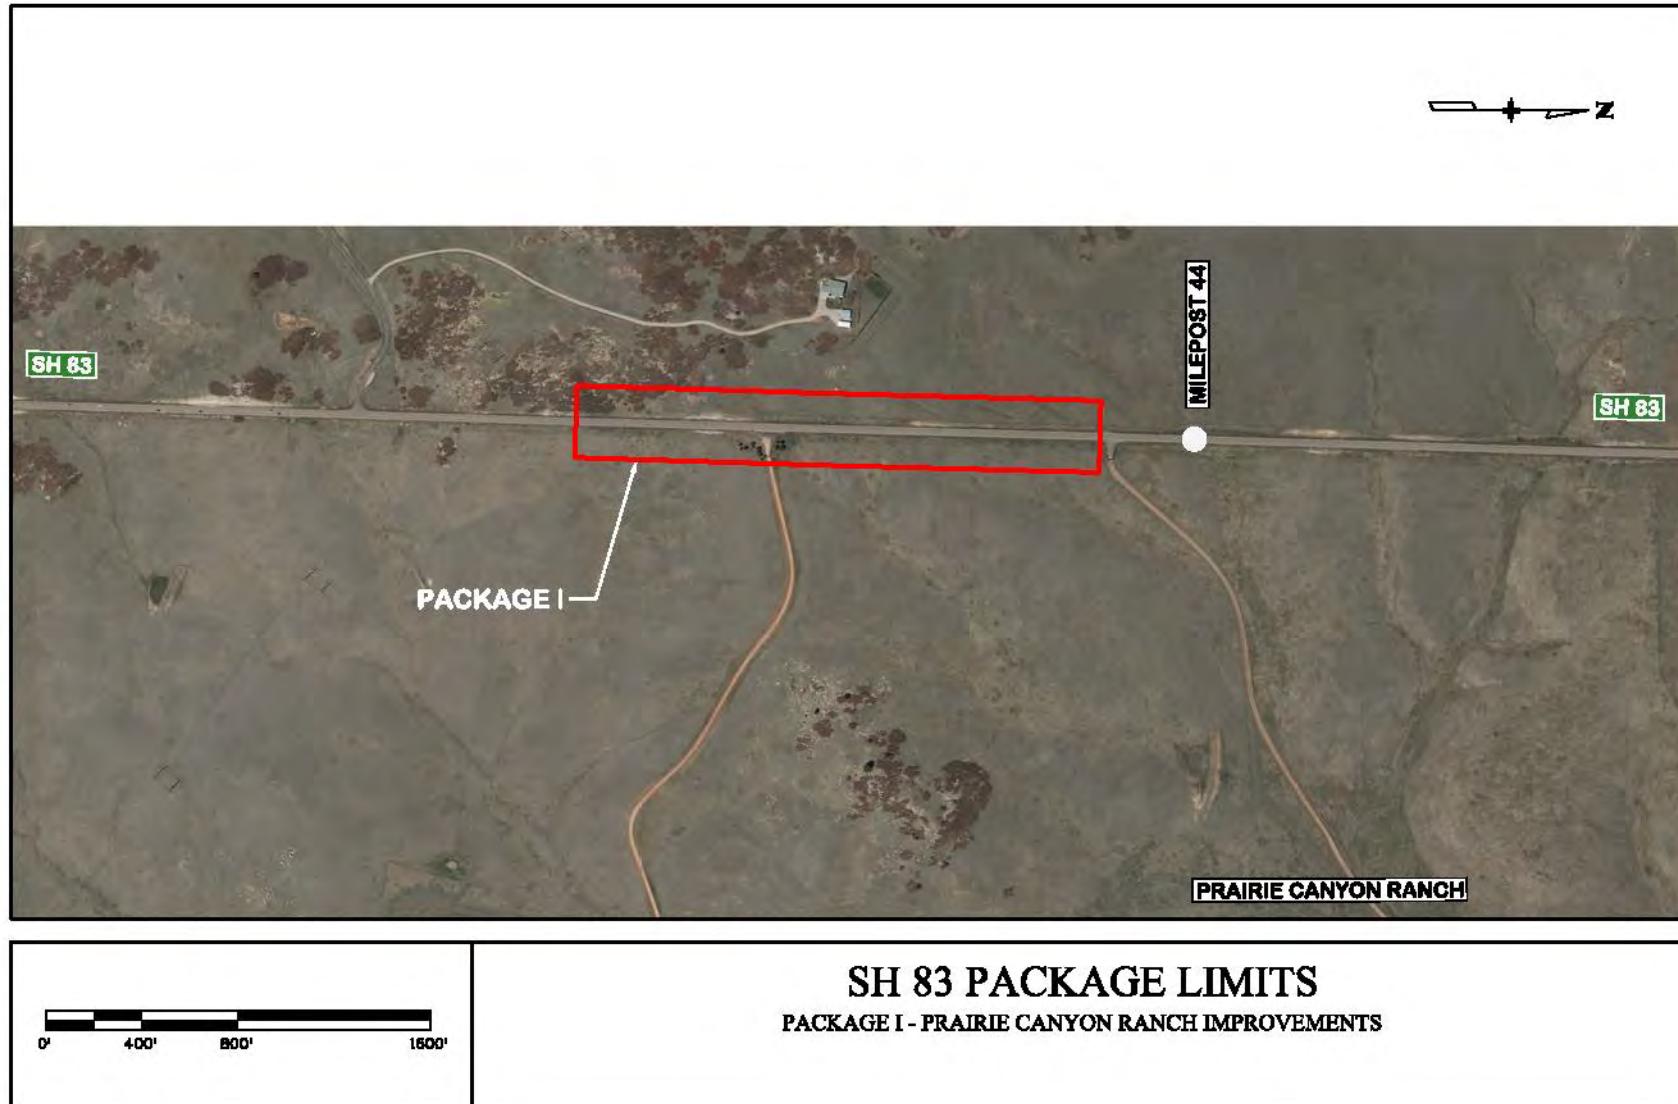 N
MILEPOST 44
SH 83
SH 83
PACKAGE I
PRAIRIE CANYON RANCH
SH 83 PACKAGE LIMITS
PACKAGE I - PRAIRIE CANYON RANCH IMPROVEMENTS
0' 400' 800' 1600'